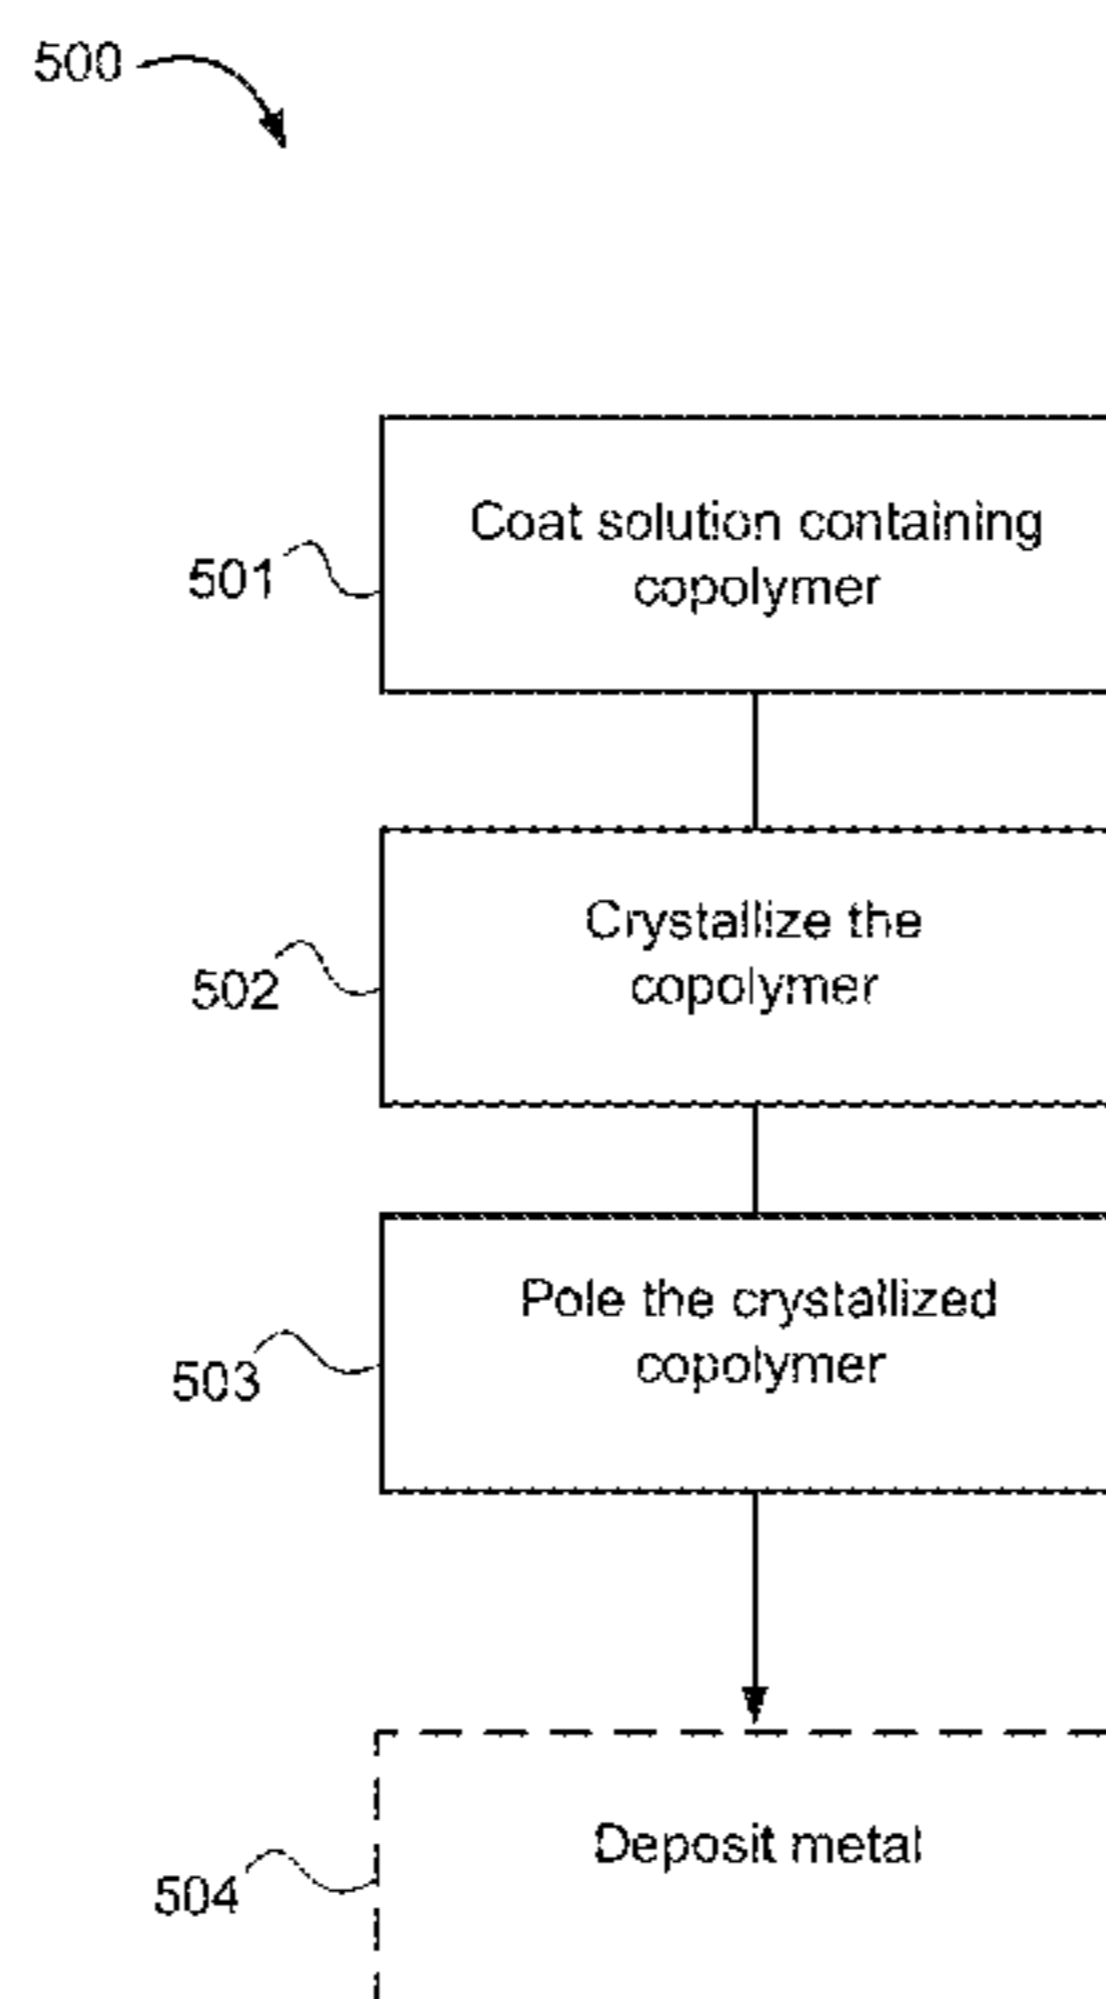 500
501
Coat solution containing
copolymer
502
Crystallize the
copolymer
503
Pole the crystallized
copolymer
504
Deposit metal